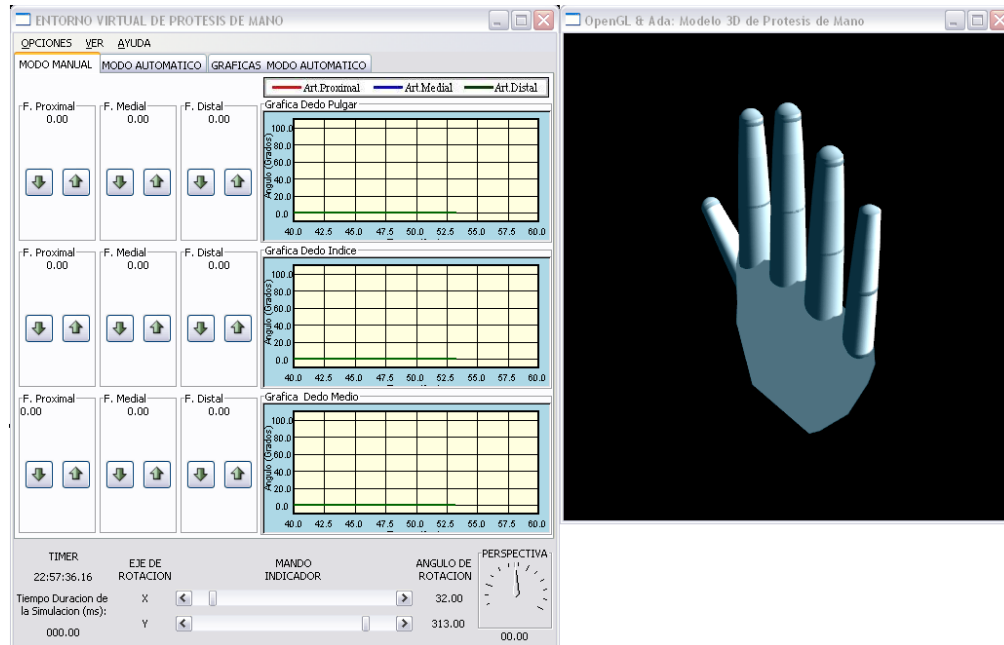 ENTORNO VIRTUAL DE PROTESIS DE MANO
OPCIONES VER AYUDA
MODO MANUAL MODO AUTOMATICO GRAFICAS MODO AUTOMATICO
Art.Proximal Art.Medial Art.Distal
F. Proximal F. Medial F. Distal
0.00 0.00 0.00
Grafica Dedo Pulgar
Angulo (Grados)
100.0
80.0
60.0
40.0
20.0
0.0
40.0 42.5 45.0 47.5 50.0 52.5 55.0 57.5 60.0
F. Proximal F. Medial F. Distal
0.00 0.00 0.00
Grafica Dedo Indice
Angulo (Grados)
100.0
80.0
60.0
40.0
20.0
0.0
40.0 42.5 45.0 47.5 50.0 52.5 55.0 57.5 60.0
F. Proximal F. Medial F. Distal
0.00 0.00 0.00
Grafica Dedo Medio
Angulo (Grados)
100.0
80.0
60.0
40.0
20.0
0.0
40.0 42.5 45.0 47.5 50.0 52.5 55.0 57.5 60.0
TIMER
22:57:36.16
Tiempo Duracion de
la Simulacion (ms):
000.00
EJE DE
ROTACION
X
Y
MANDO
INDICADOR
ANGULO DE
ROTACION
32.00
313.00
PERSPECTIVA
00.00
OpenGL & Ada: Modelo 3D de Protesis de Mano